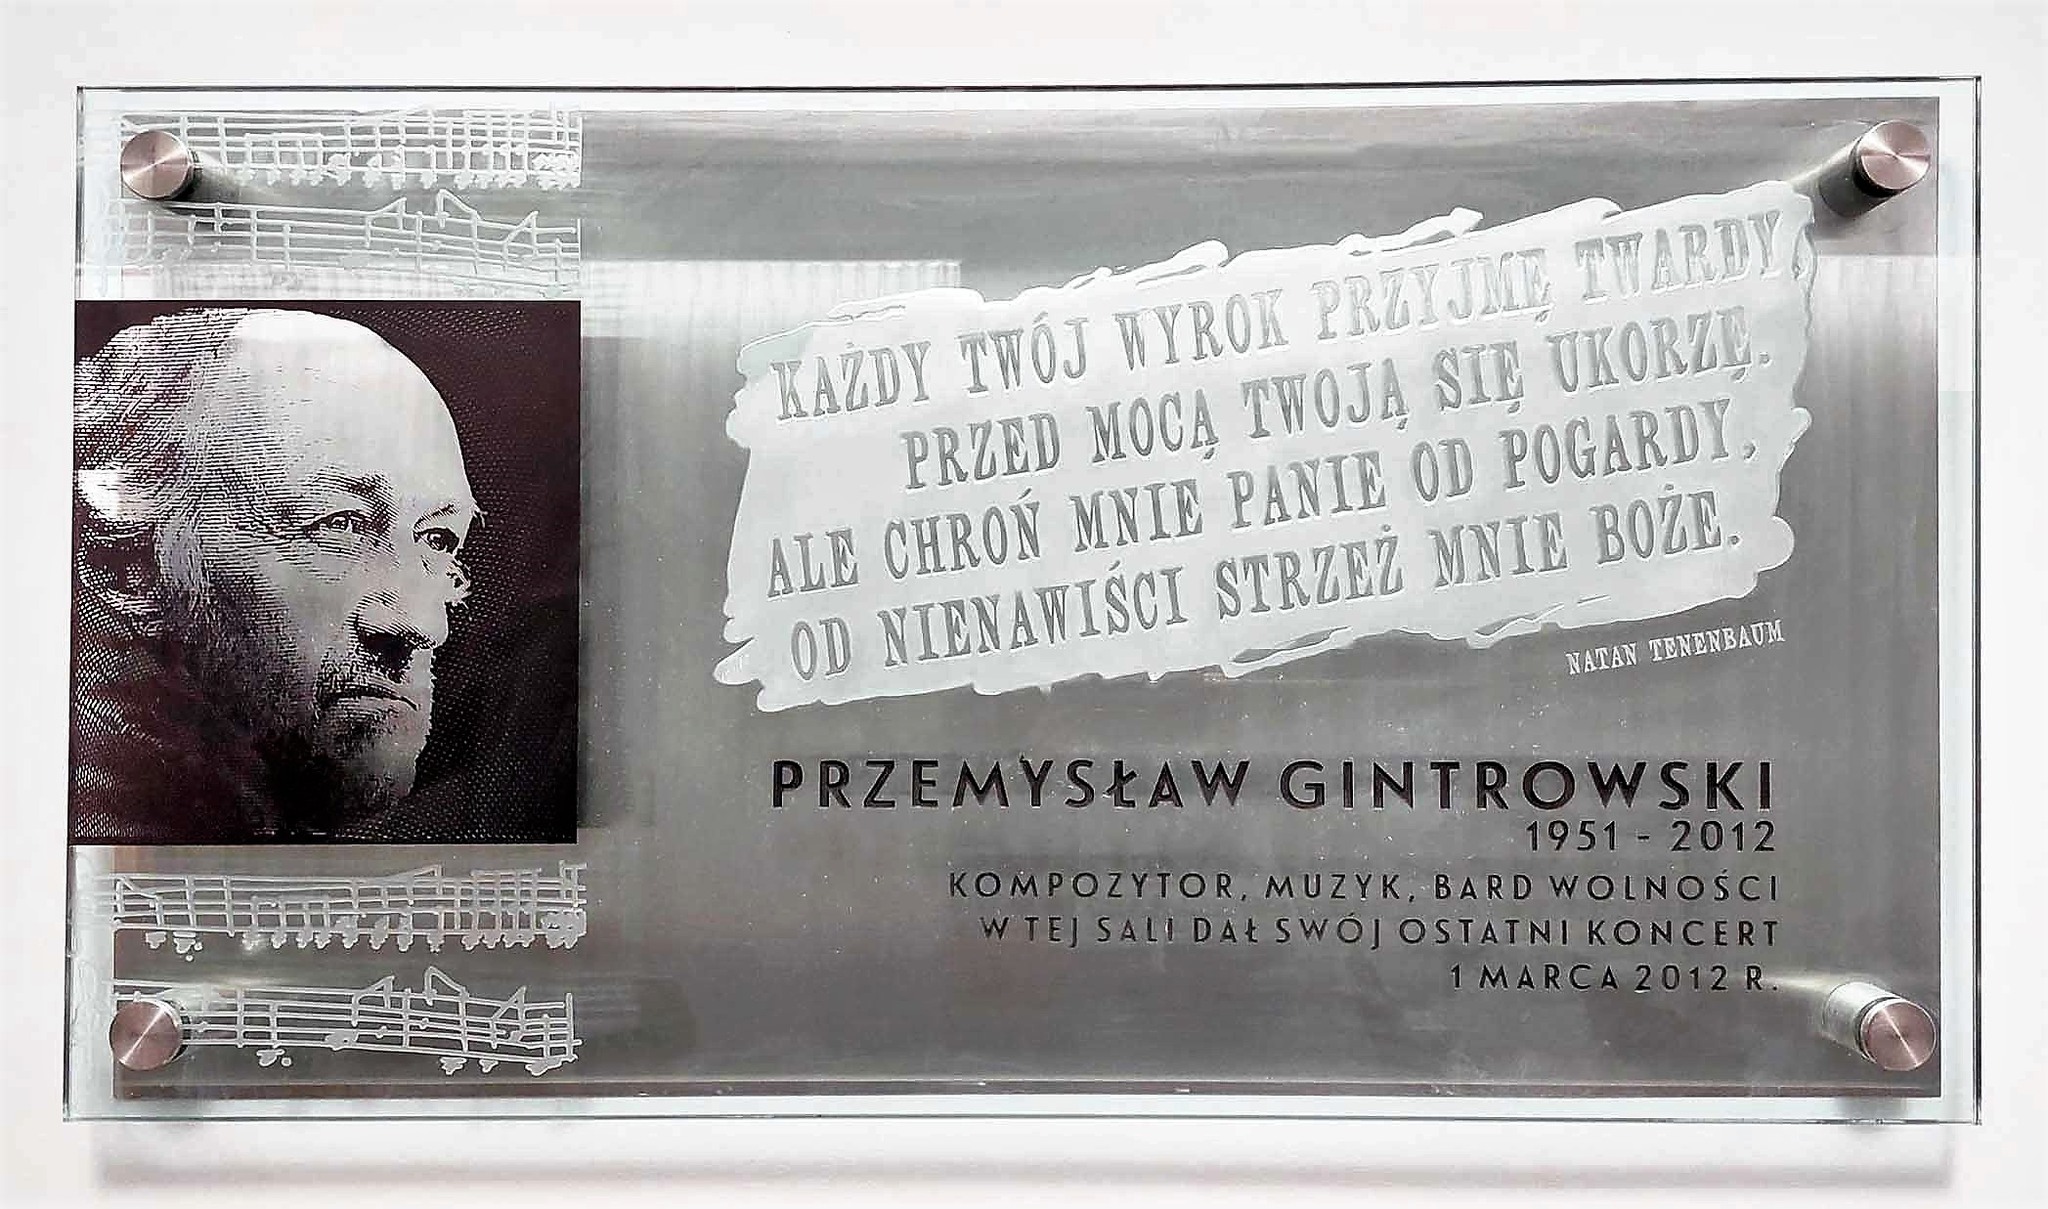 KAŻDY TWÓJ WYROK PRZYJMĘ TWARDY,
PRZED MOCĄ TWOJĄ SIĘ UKORZĘ.
ALE CHROŃ MNIE PANIE OD POGARDY,
OD NIENAWIŚCI STRZEŻ MNIE BOŻE.
NATAN TENENBAUM
PRZEMYSŁAW GINTROWSKI
1951 - 2012
KOMPOZYTOR, MUZYK, BARD WOLNOŚCI
W TEJ SALI DAŁ SWÓJ OSTATNI KONCERT
1 MARCA 2012 R.